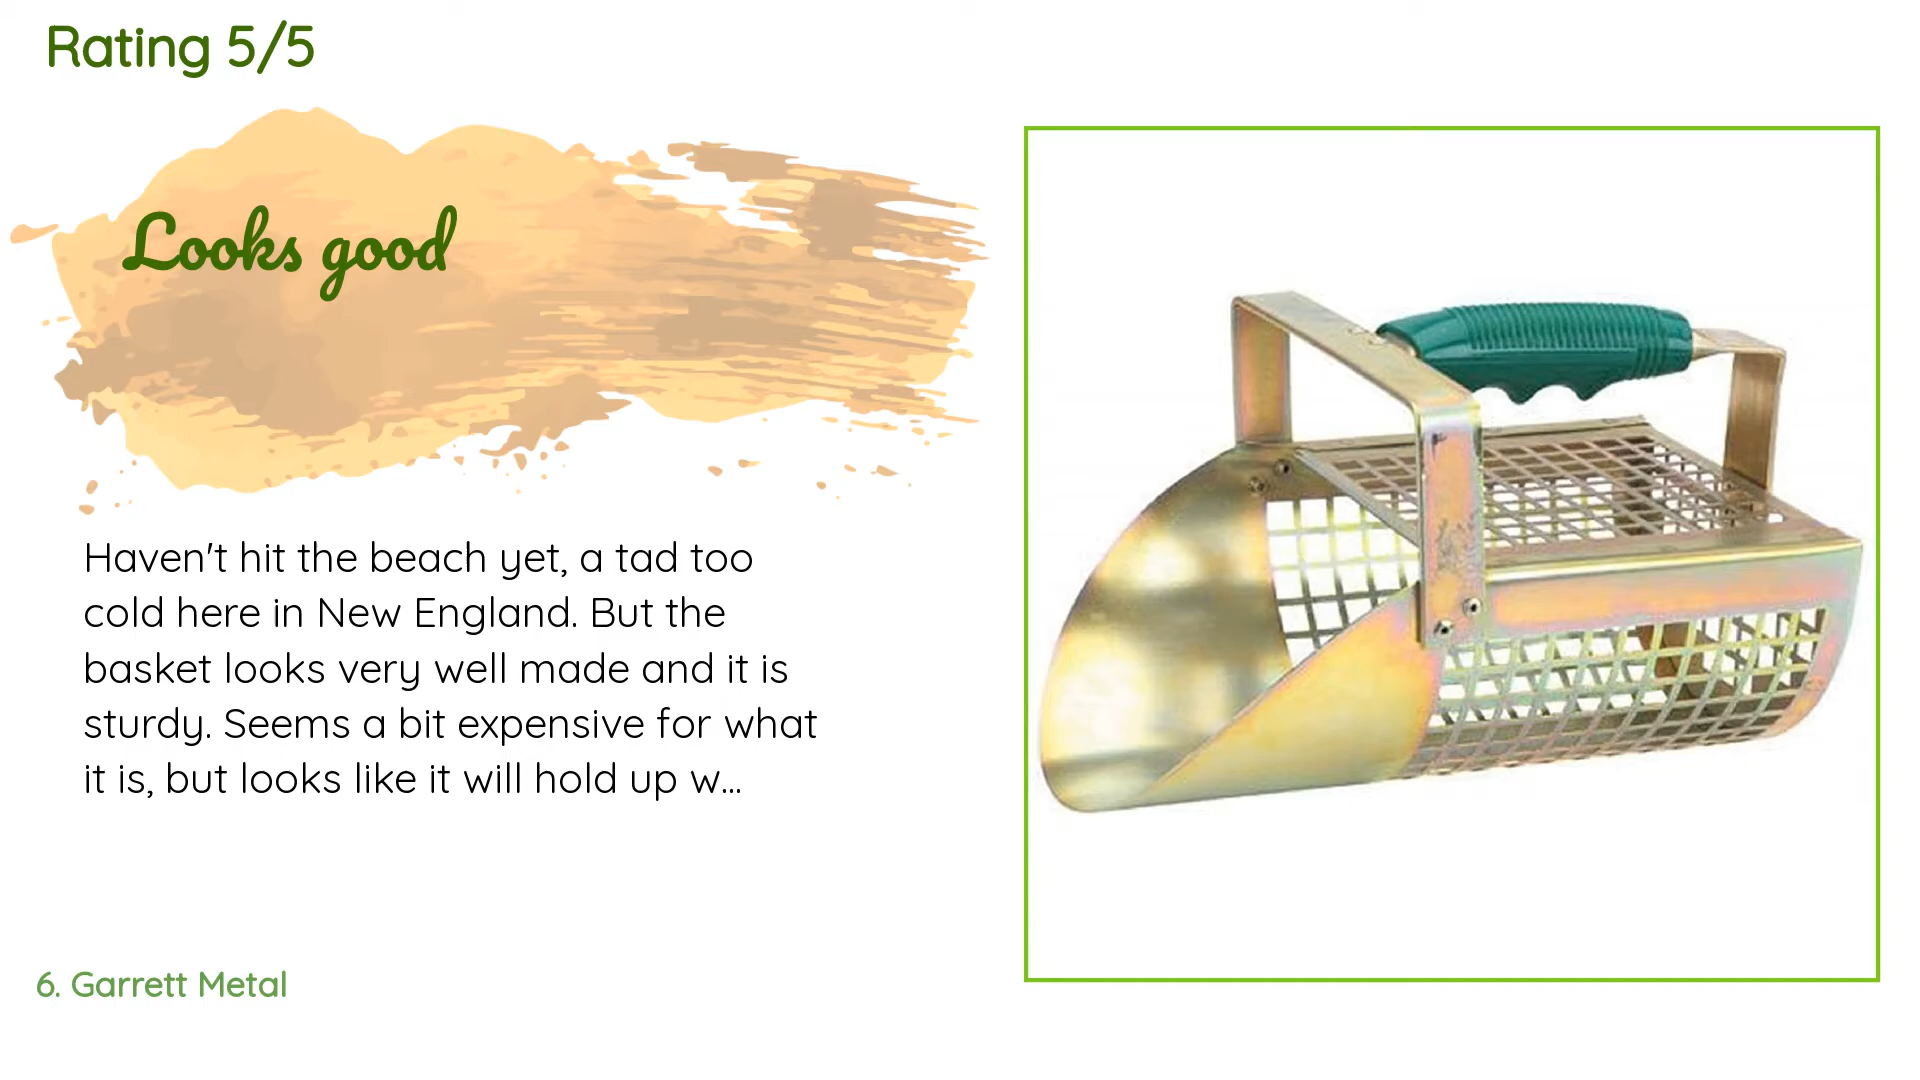 Rating 5/5
Looks good
Haven't hit the beach yet, a tad too
cold here in New England. But the
basket looks very well made and it is
sturdy. Seems a bit expensive for what
it is, but looks like it will hold up w...
6. Garrett Metal